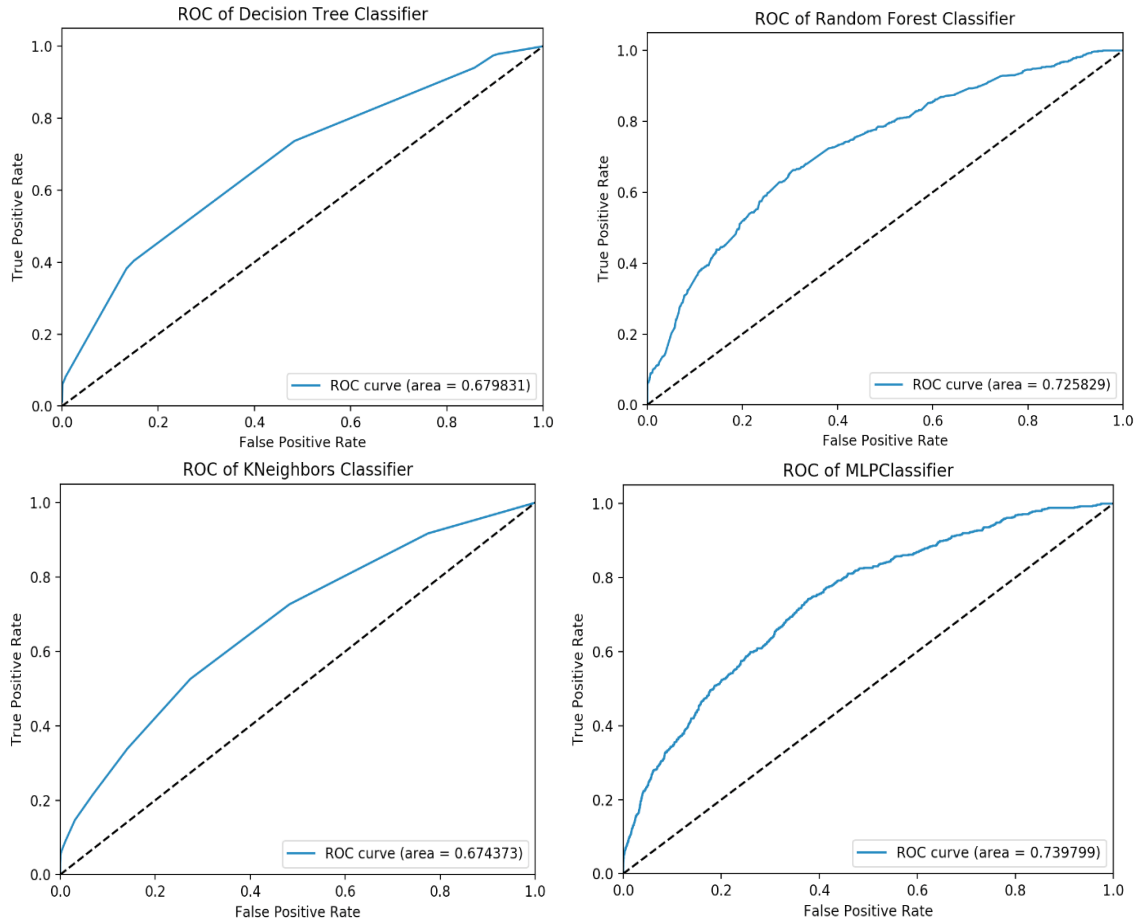 ROC of Decision Tree Classifier
True Positive Rate
1.0
0.8
0.6
0.4
0.2
0.0
ROC curve (area = 0.679831)
0.0 0.2 0.4 0.6 0.8 1.0
False Positive Rate
ROC of Random Forest Classifier
True Positive Rate
1.0
0.8
0.6
0.4
0.2
0.0
ROC curve (area = 0.725829)
0.0 0.2 0.4 0.6 0.8 1.0
False Positive Rate
ROC of KNeighbors Classifier
True Positive Rate
1.0
0.8
0.6
0.4
0.2
0.0
ROC curve (area = 0.674373)
0.0 0.2 0.4 0.6 0.8 1.0
False Positive Rate
ROC of MLPClassifier
True Positive Rate
1.0
0.8
0.6
0.4
0.2
0.0
ROC curve (area = 0.739799)
0.0 0.2 0.4 0.6 0.8 1.0
False Positive Rate